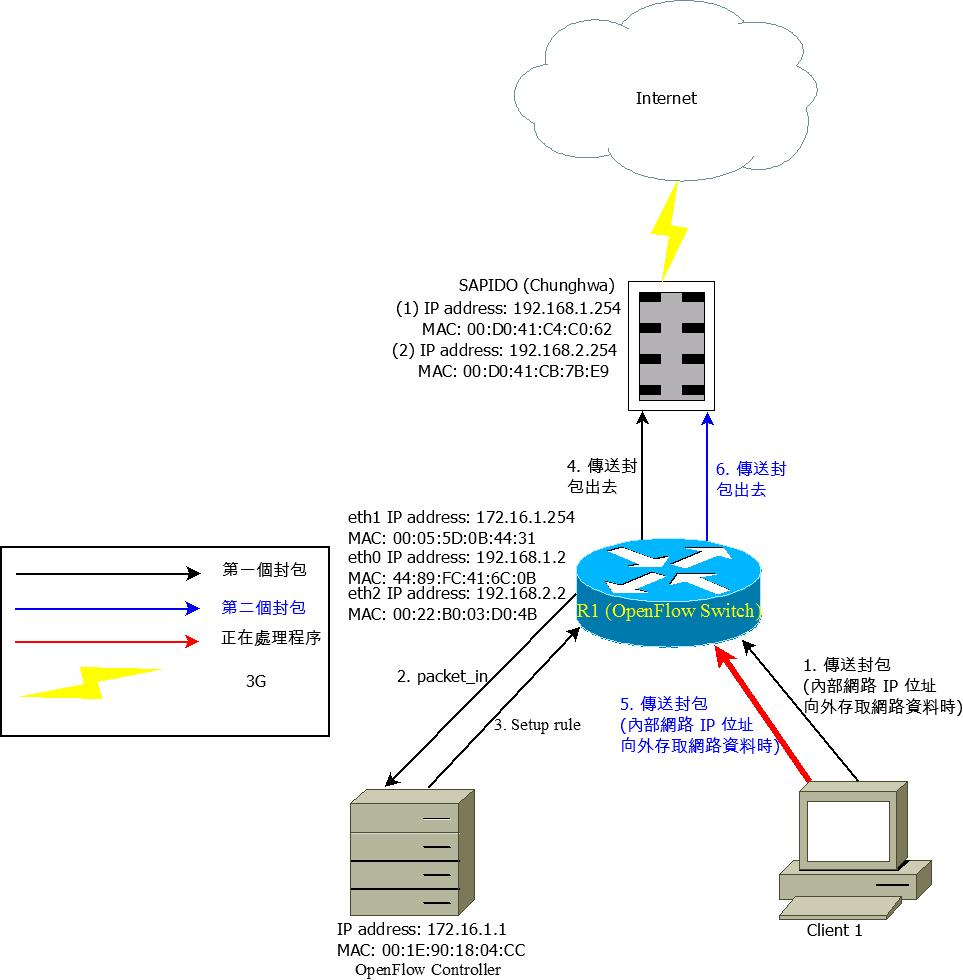 Internet
SAPIDO (Chunghwa)
(1) IP address: 192.168.1.254
MAC: 00:D0:41:C4:C0:62
(2) IP address: 192.168.2.254
MAC: 00:D0:41:CB:7B:E9
4. 傳送封
包出去
6. 傳送封
包出去
eth1 IP address: 172.16.1.254
MAC: 00:05:5D:0B:44:31
eth0 IP address: 192.168.1.2
MAC: 44:89:FC:41:6C:0B
eth2 IP address: 192.168.2.2
MAC: 00:22:B0:03:D0:4B
R1 (OpenFlow Switch)
第一個封包
第二個封包
正在處理程序
3G
2. packet_in
3. Setup rule
1. 傳送封包
(內部網路 IP 位址
向外存取網路資料時)
5. 傳送封包
(內部網路 IP 位址
向外存取網路資料時)
IP address: 172.16.1.1
MAC: 00:1E:90:18:04:CC
OpenFlow Controller
Client 1